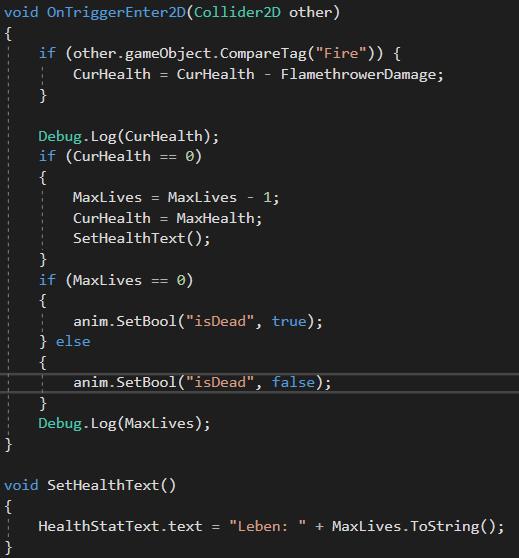 void OnTriggerEnter2D(Collider2D other)
{
if (other.gameObject.CompareTag("Fire")) {
CurHealth = CurHealth - FlamethrowerDamage;
}
Debug.Log(CurHealth);
if (CurHealth == 0)
{
MaxLives = MaxLives - 1;
CurHealth = MaxHealth;
SetHealthText();
}
if (MaxLives == 0)
{
anim.SetBool("isDead", true);
} else
{
anim.SetBool("isDead", false);
}
Debug.Log(MaxLives);
}
void SetHealthText()
{
HealthStatText.text = "Leben: " + MaxLives.ToString();
}